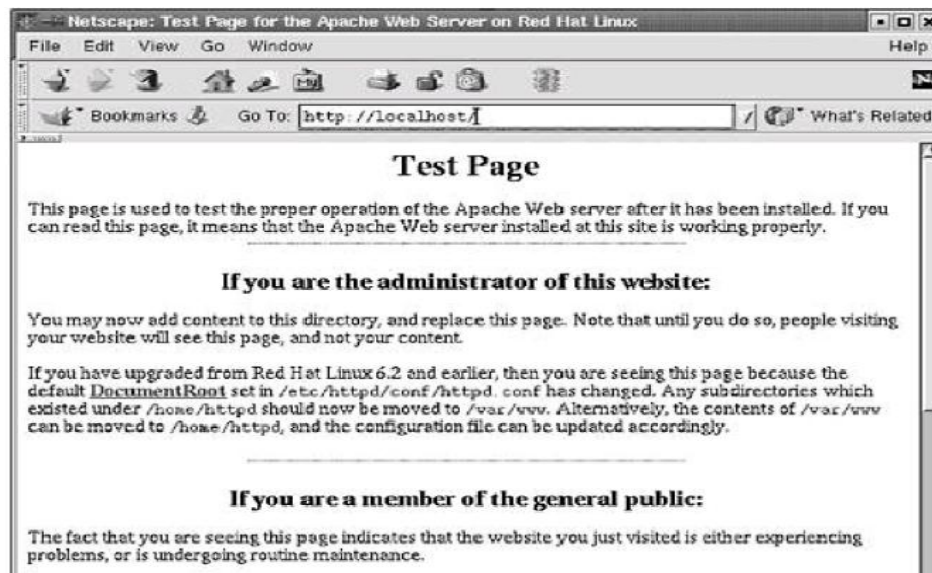 Netscape: Test Page for the Apache Web Server on Red Hat Linux
File Edit View Go Window Help
My N
Bookmarks Go To: http://localhost/ What's Related
Test Page
This page is used to test the proper operation of the Apache Web server after it has been installed. If you
can read this page, it means that the Apache Web server installed at this site is working properly.
If you are the administrator of this website:
You may now add content to this directory, and replace this page. Note that until you do so, people visiting
your website will see this page, and not your content.
If you have upgraded from Red Hat Linux 6.2 and earlier, then you are seeing this page because the
default DocumentRoot set in /etc/httpd/conf/httpd.conf has changed. Any subdirectories which
existed under /home/httpd should now be moved to /var/www. Alternatively, the contents of /var/www
can be moved to /home/httpd, and the configuration file can be updated accordingly.
If you are a member of the general public:
The fact that you are seeing this page indicates that the website you just visited is either experiencing
problems, or is undergoing routine maintenance.